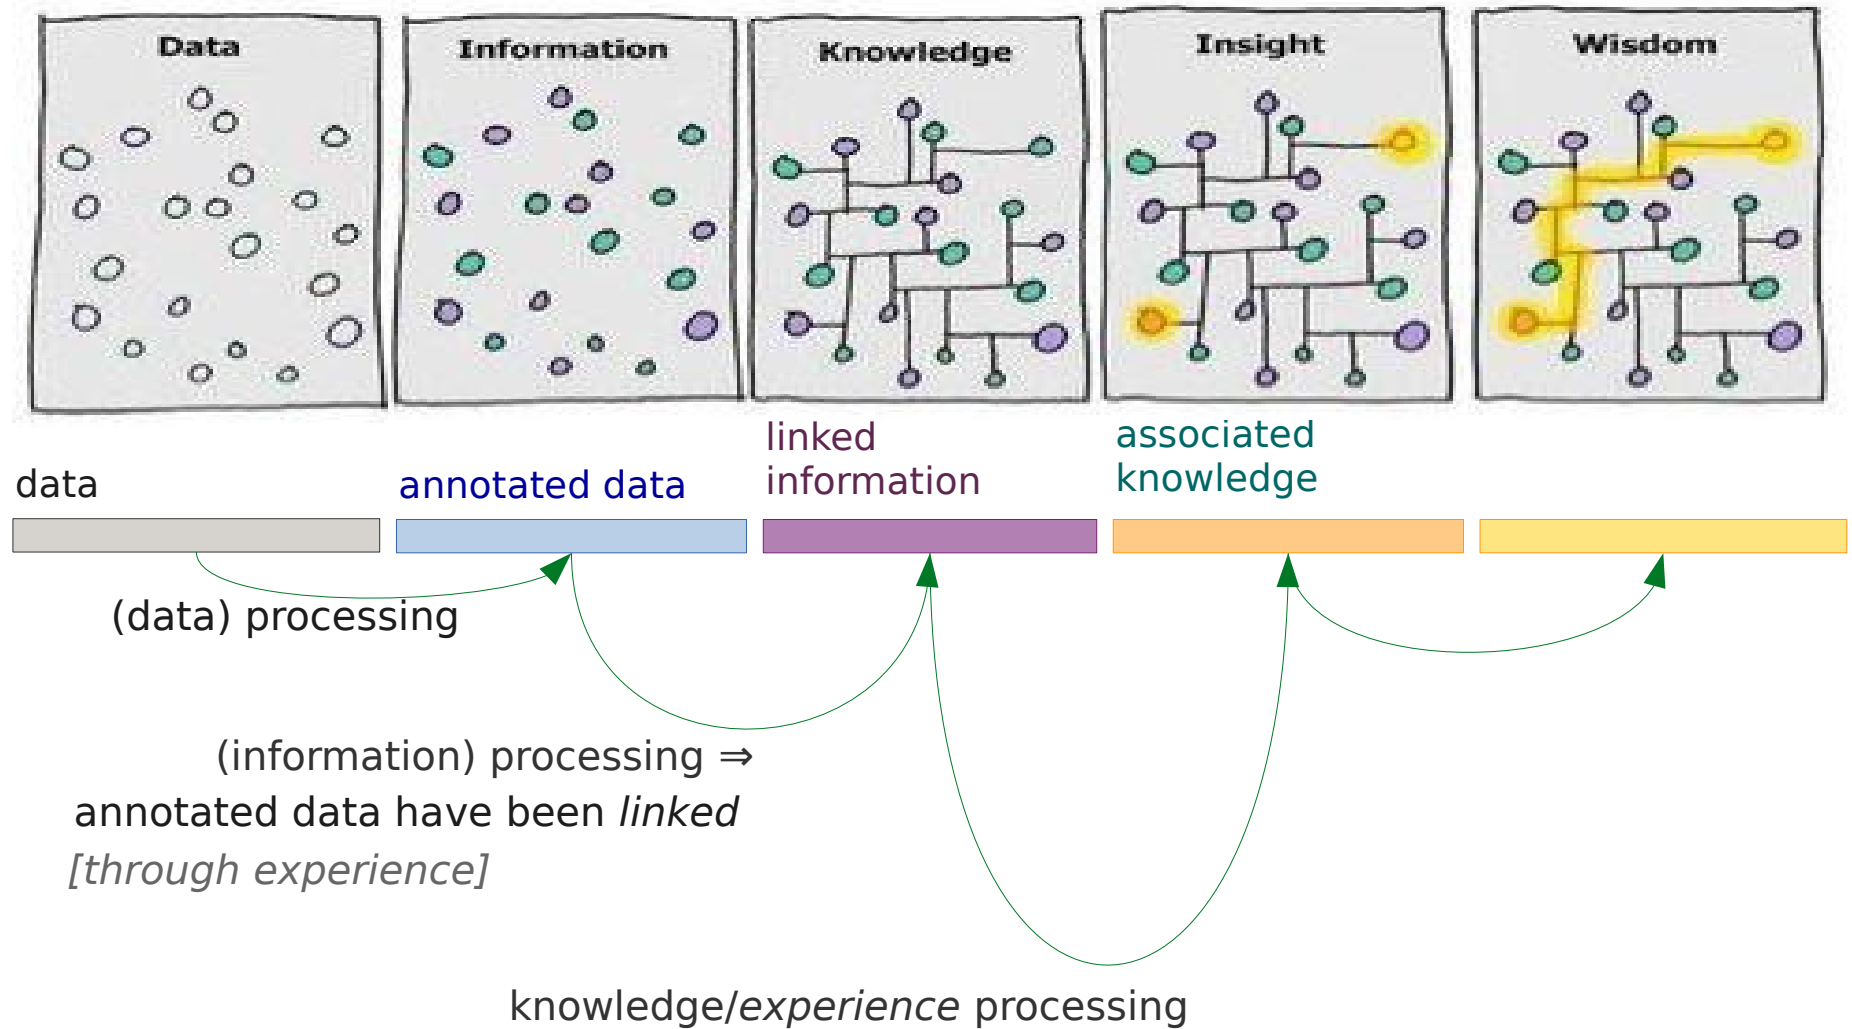 Data
Information
Knowledge
Insight
Wisdom
data
annotated data
linked
information
associated
knowledge
(data) processing
(information) processing ⇒
annotated data have been linked
[through experience]
knowledge/experience processing